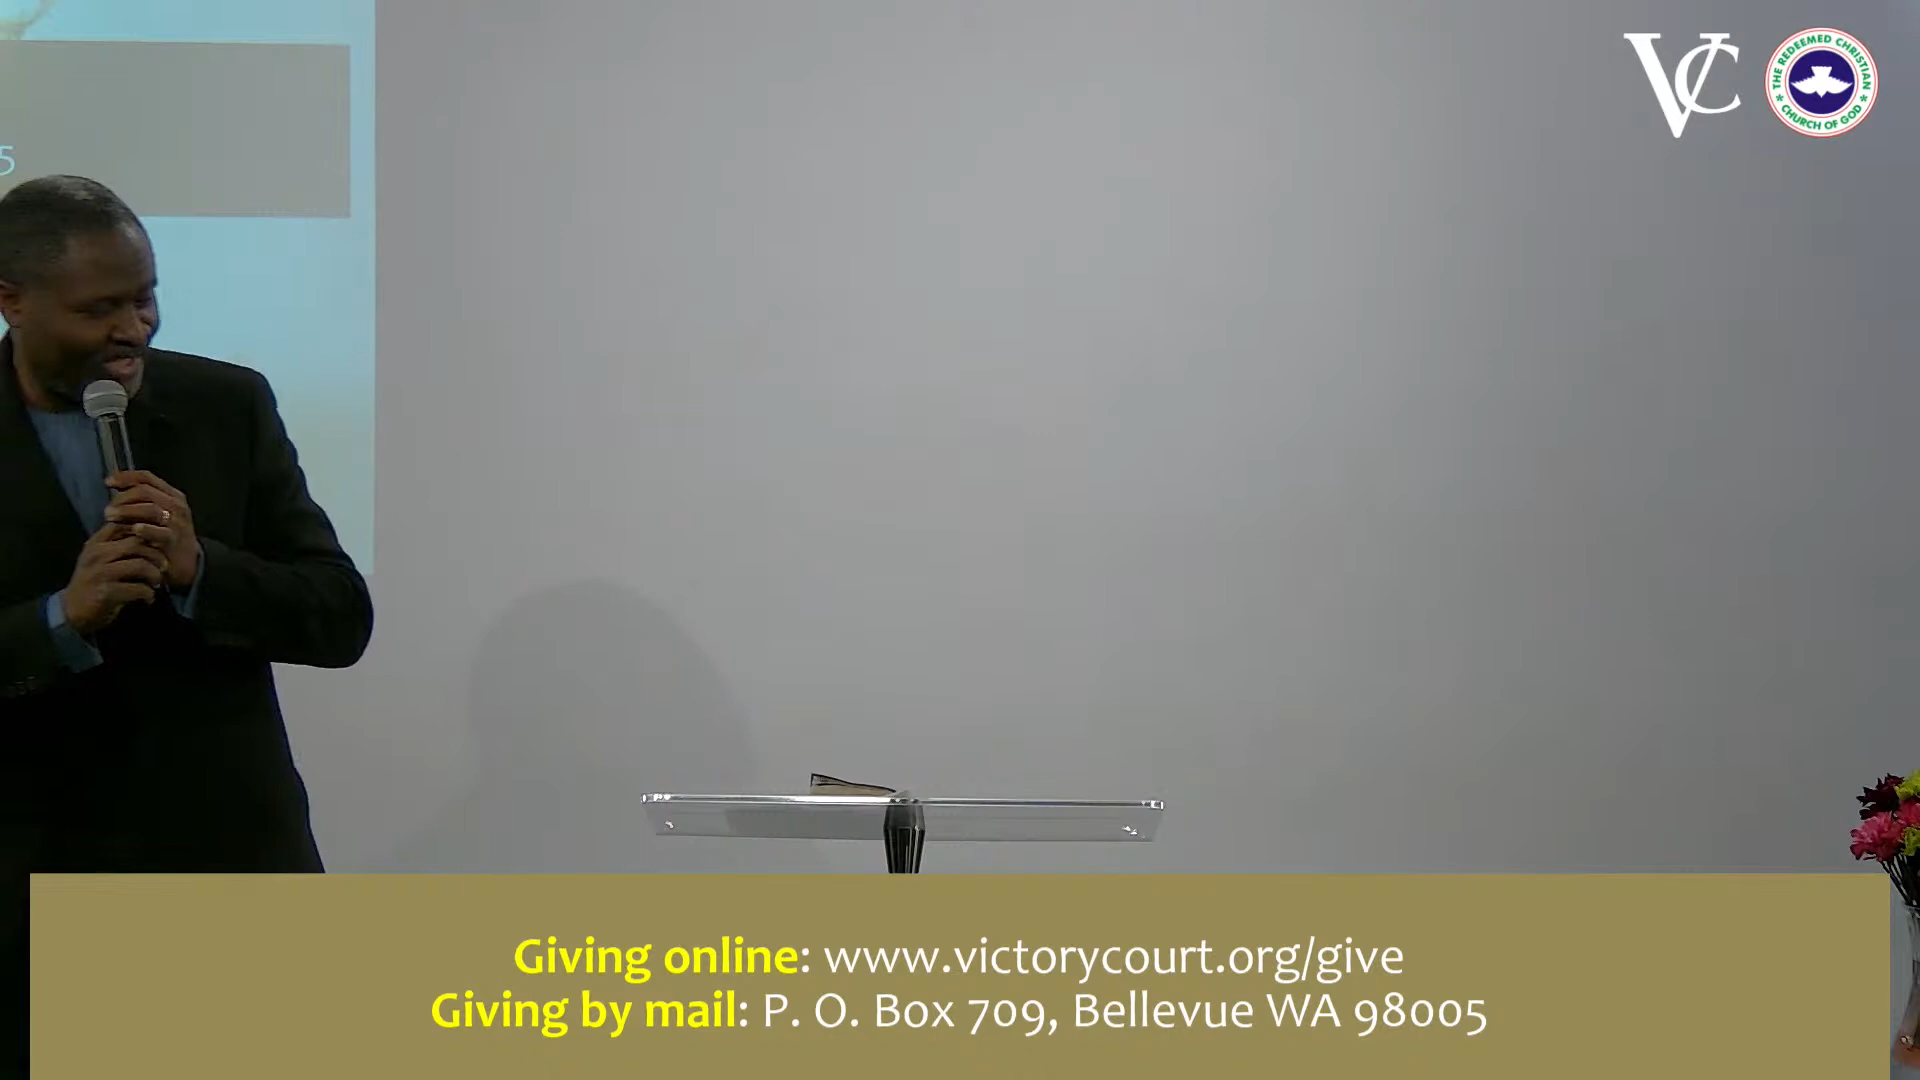 VC
THE REDEEMED CHRISTIAN
CHURCH OF GOD
5
Giving online: www.victorycourt.org/give
Giving by mail: P. O. Box 709, Bellevue WA 98005